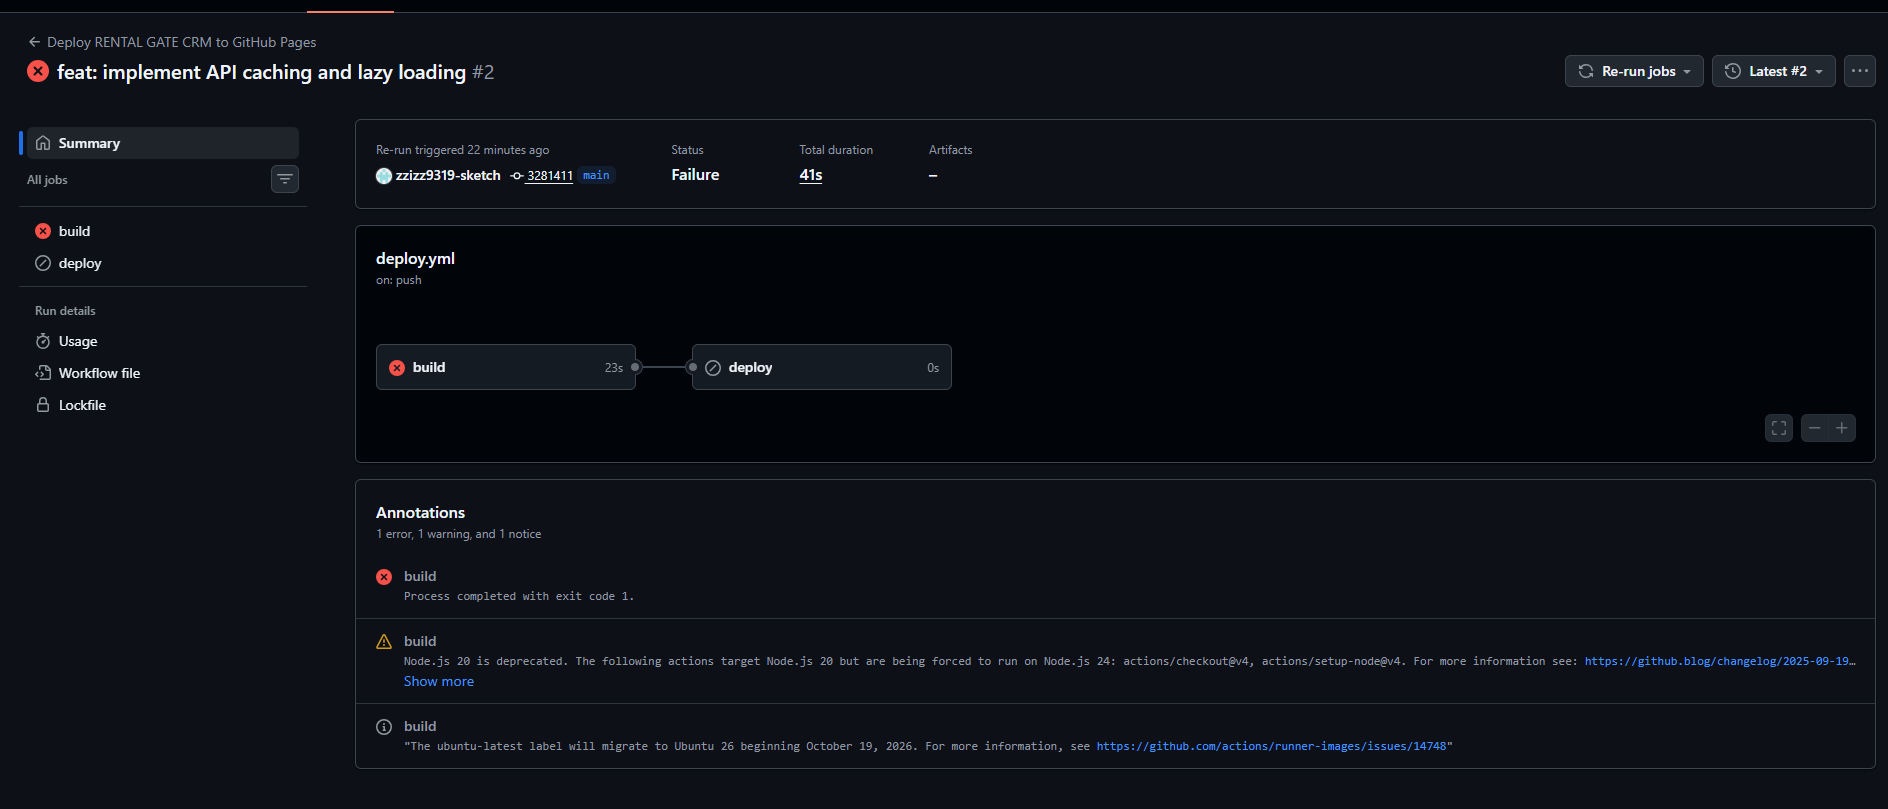 Deploy RENTAL GATE CRM to GitHub Pages
feat: implement API caching and lazy loading #2
Re-run jobs
Latest #2
Summary
All jobs
build
deploy
Run details
Usage
Workflow file
Lockfile
Re-run triggered 22 minutes ago
zzizz9319-sketch 3281411 main
Status
Failure
Total duration
41s
Artifacts
–
deploy.yml
on: push
build 23s
deploy 0s
Annotations
1 error, 1 warning, and 1 notice
build
Process completed with exit code 1.
build
Node.js 20 is deprecated. The following actions target Node.js 20 but are being forced to run on Node.js 24: actions/checkout@v4, actions/setup-node@v4. For more information see: https://github.blog/changelog/2025-09-19…
Show more
build
"The ubuntu-latest label will migrate to Ubuntu 26 beginning October 19, 2026. For more information, see https://github.com/actions/runner-images/issues/14748"